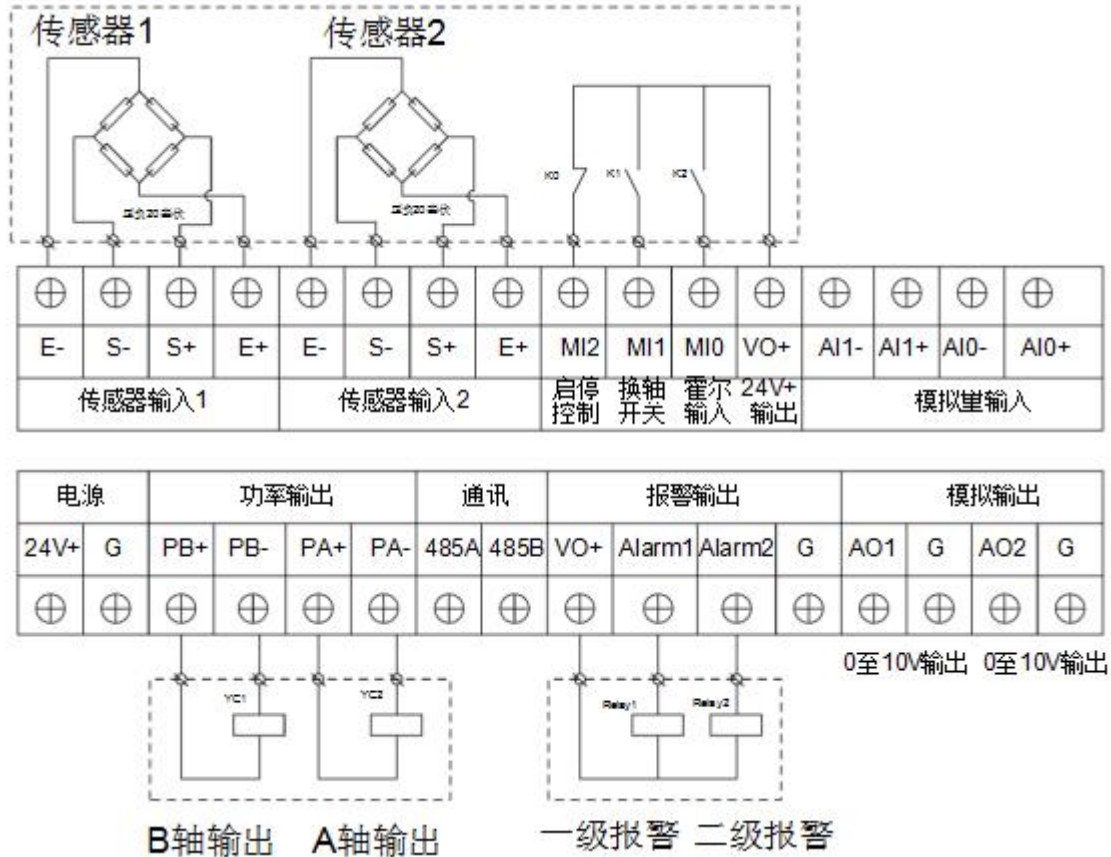 传感器1 传感器2
K0 K1 K2
E- S- S+ E+ E- S- S+ E+ MI2 MI1 MI0 VO+ AI1- AI1+ AI0- AI0+
传感器输入1 传感器输入2 启停控制 换轴开关 霍尔输入 24V+输出 模拟量输入
电源 功率输出 通讯 报警输出 模拟输出
24V+ G PB+ PB- PA+ PA- 485A 485B VO+ Alarm1 Alarm2 G AO1 G AO2 G
0至10V输出 0至10V输出
YC1 YC2 Relay1 Relay2
B轴输出 A轴输出 一级报警 二级报警